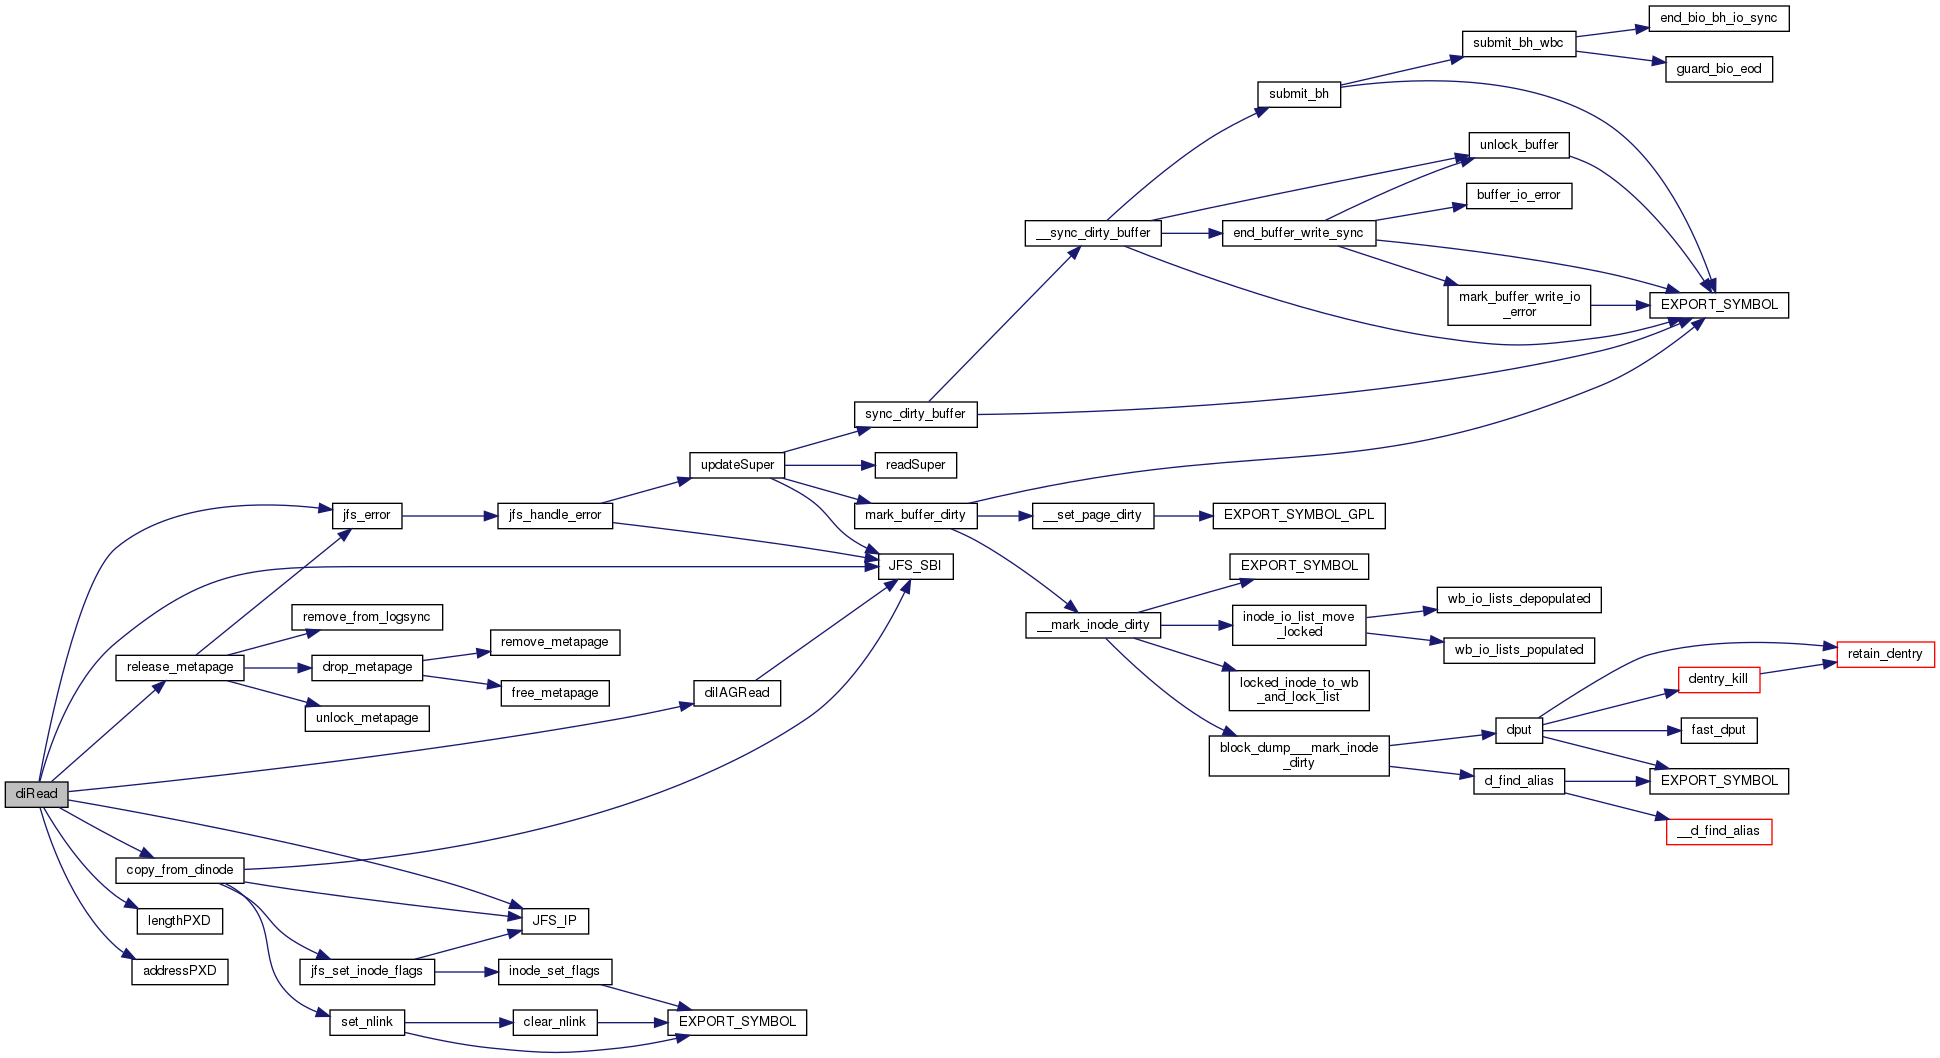 end_bio_bh_io_sync
submit_bh_wbc
guard_bio_eod
submit_bh
unlock_buffer
buffer_io_error
__sync_dirty_buffer
end_buffer_write_sync
mark_buffer_write_io
_error
EXPORT_SYMBOL
sync_dirty_buffer
updateSuper
readSuper
jfs_error
jfs_handle_error
mark_buffer_dirty
__set_page_dirty
EXPORT_SYMBOL_GPL
JFS_SBI
EXPORT_SYMBOL
wb_io_lists_depopulated
remove_from_logsync
__mark_inode_dirty
inode_io_list_move
_locked
remove_metapage
wb_io_lists_populated
retain_dentry
release_metapage
drop_metapage
free_metapage
diIAGRead
locked_inode_to_wb
_and_lock_list
dentry_kill
unlock_metapage
dput
fast_dput
block_dump___mark_inode
_dirty
d_find_alias
EXPORT_SYMBOL
diRead
__d_find_alias
copy_from_dinode
lengthPXD
JFS_IP
addressPXD
jfs_set_inode_flags
inode_set_flags
set_nlink
clear_nlink
EXPORT_SYMBOL